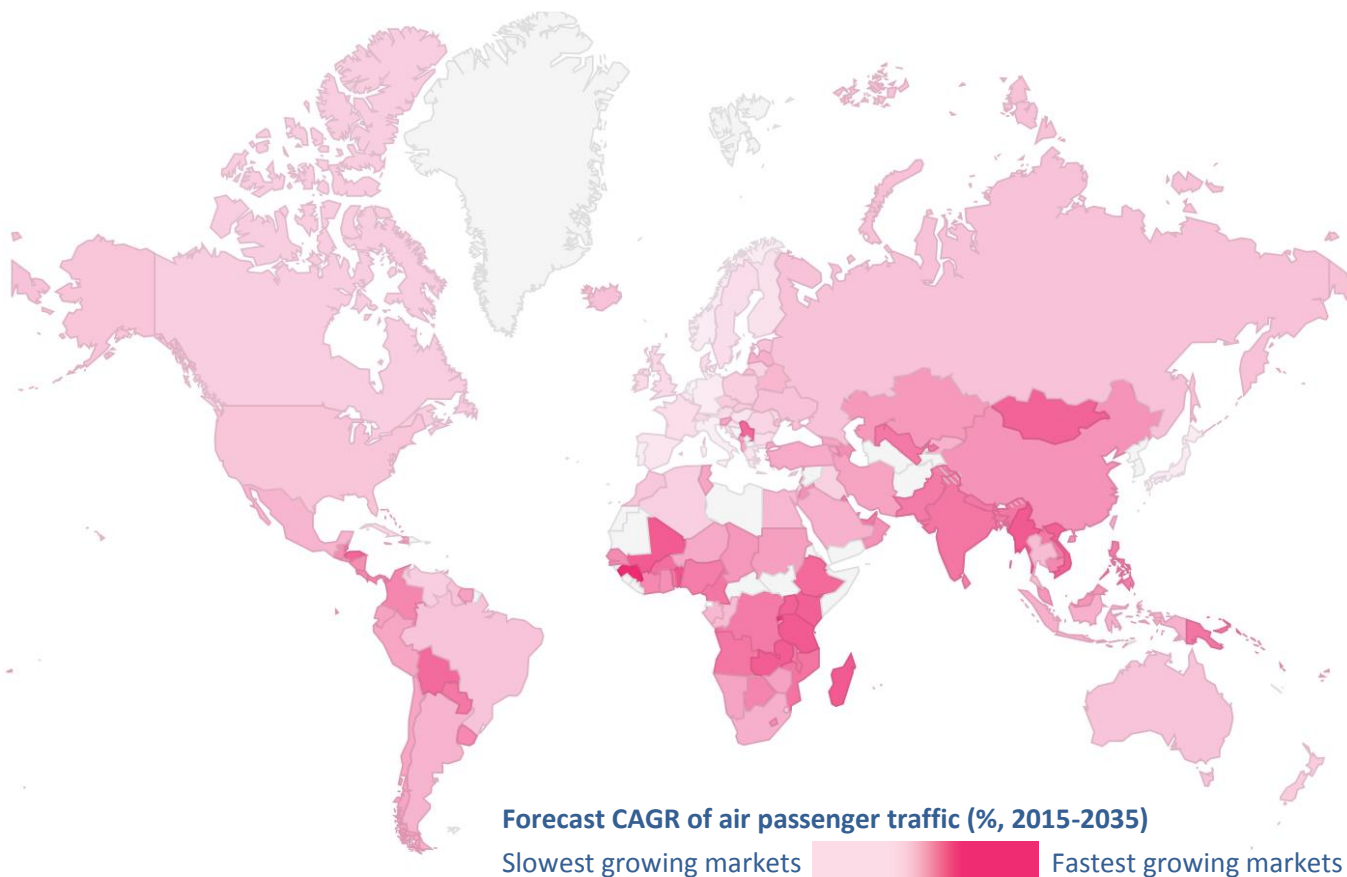 Forecast CAGR of air passenger traffic (%, 2015-2035)
Slowest growing markets Fastest growing markets